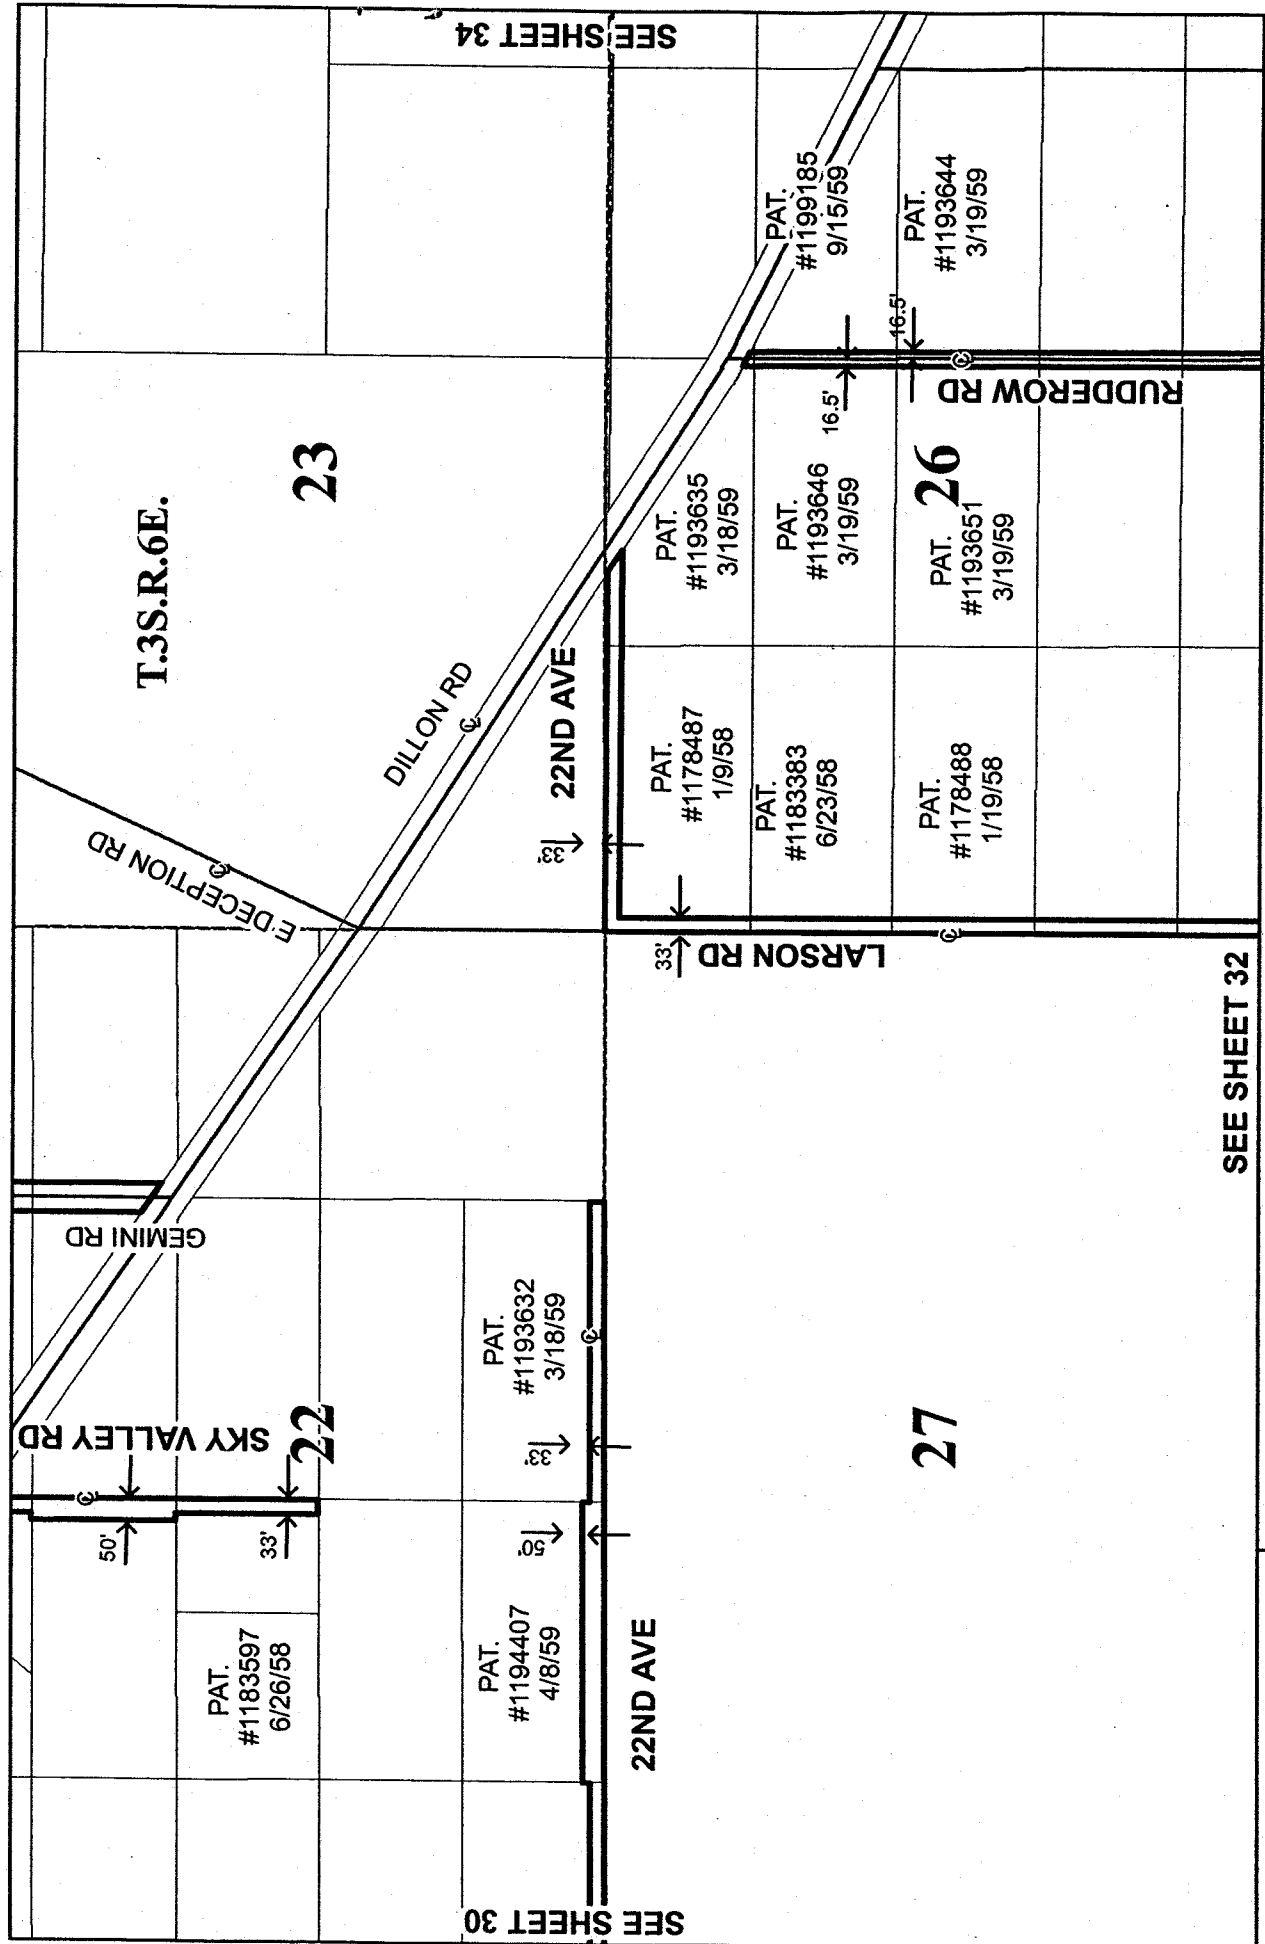 T.3S.R.6E.
23
22
27
26
SEE SHEET 34
SEE SHEET 30
SEE SHEET 32
SKY VALLEY RD
GEMINI RD
E DECEPTION RD
DILLON RD
22ND AVE
22ND AVE
LARSON RD
RUDDEROW RD
50'
33'
50'
33'
33'
33'
16.5'
16.5'
PAT.
#1183597
6/26/58
PAT.
#1194407
4/8/59
PAT.
#1193632
3/18/59
PAT.
#1178487
1/9/58
PAT.
#1183383
6/23/58
PAT.
#1178488
1/19/58
PAT.
#1193635
3/18/59
PAT.
#1193646
3/19/59
PAT.
#1193651
3/19/59
PAT.
#1199185
9/15/59
PAT.
#1193644
3/19/59